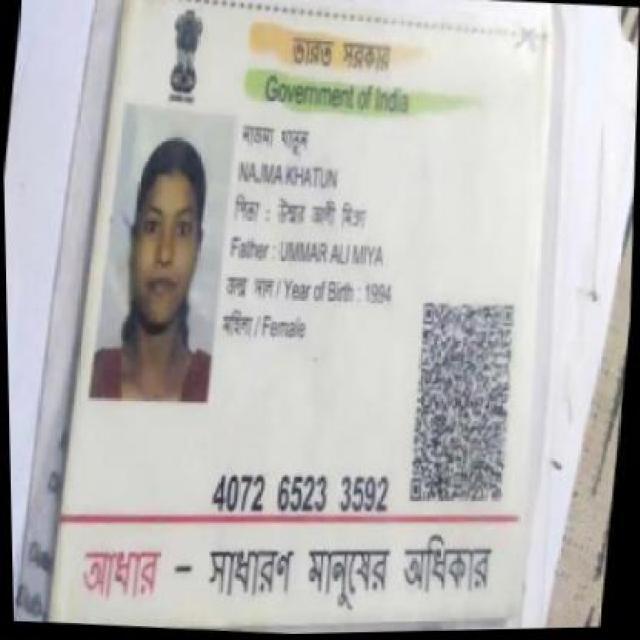 ভারত সরকার
Government of India
নাজমা খাতুন
NAJMA KHATUN
পিতা : উম্মর আলী মিঞা
Father : UMMAR ALI MIYA
জন্ম সাল / Year of Birth : 1994
মহিলা / Female
4072 6523 3592
আধার - সাধারণ মানুষের অধিকার